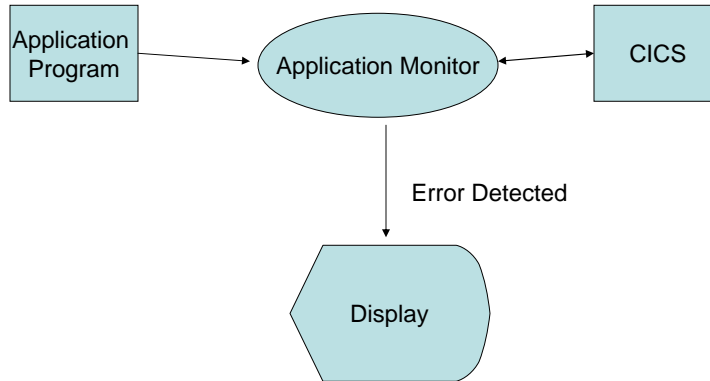 Application
Program
Application Monitor
CICS
Error Detected
Display